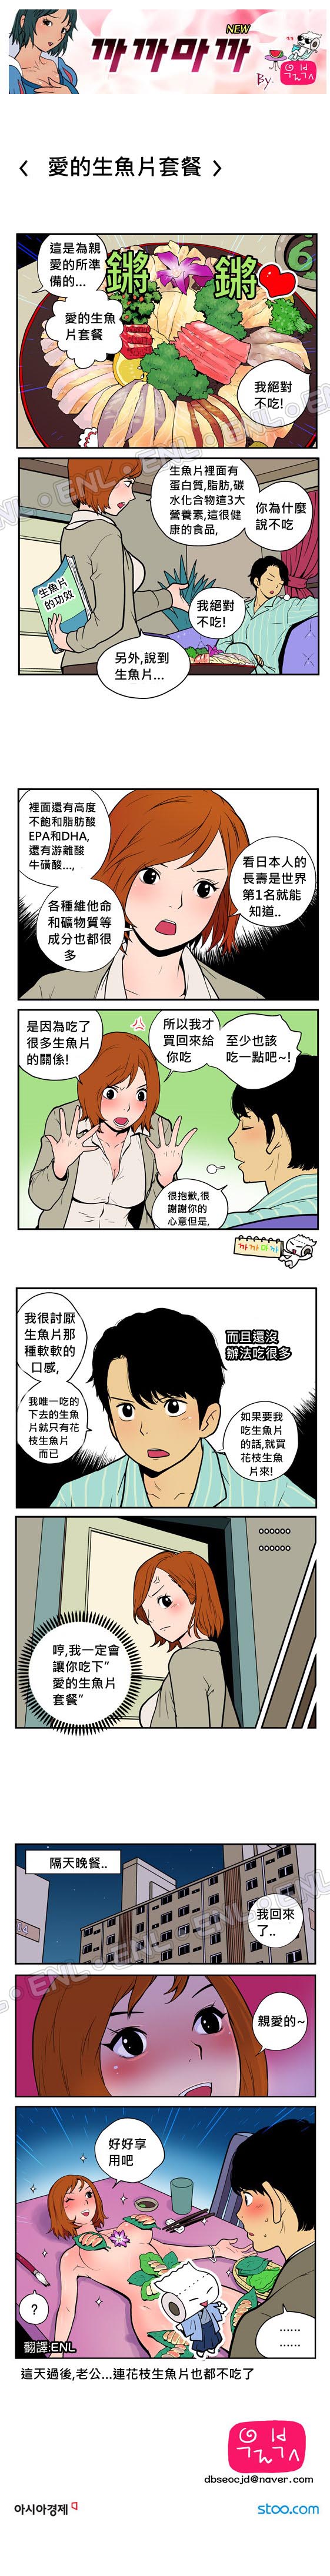 NEW
까까마까
By.
< 愛的生魚片套餐 >
這是為親
愛的所準
備的...
鏘
鏘
6
愛的生魚
片套餐
我絕對
不吃!
生魚片裡面有
蛋白質,脂肪,碳
水化合物這3大
營養素,這很健
康的食品,
你為什麼
說不吃
生魚片
的功效
我絕對
不吃!
另外,說到
生魚片...
裡面還有高度
不飽和脂肪酸
EPA和DHA,
還有游離酸
牛磺酸...,
各種維他命
和礦物質等
成分也都很
多
看日本人的
長壽是世界
第1名就能
知道..
是因為吃了
很多生魚片
的關係!
所以我才
買回來給
你吃
至少也該
吃一點吧~!
很抱歉,很
謝謝你的
心意但是,
까까마까
我很討厭
生魚片那
種軟軟的
口感,
而且還沒
辦法吃很多
我唯一吃的
下去的生魚
片就只有花
枝生魚片
而已
如果要我
吃生魚片
的話,就買
花枝生魚
片來!
......
......
哼,我一定會
讓你吃下”
愛的生魚片
套餐”
隔天晚餐..
我回來
了..
ENL
親愛的~
好好享
用吧
?
......
......
翻譯:ENL
這天過後,老公...連花枝生魚片也都不吃了
dbseocjd@naver.com
아시아경제
stoo.com